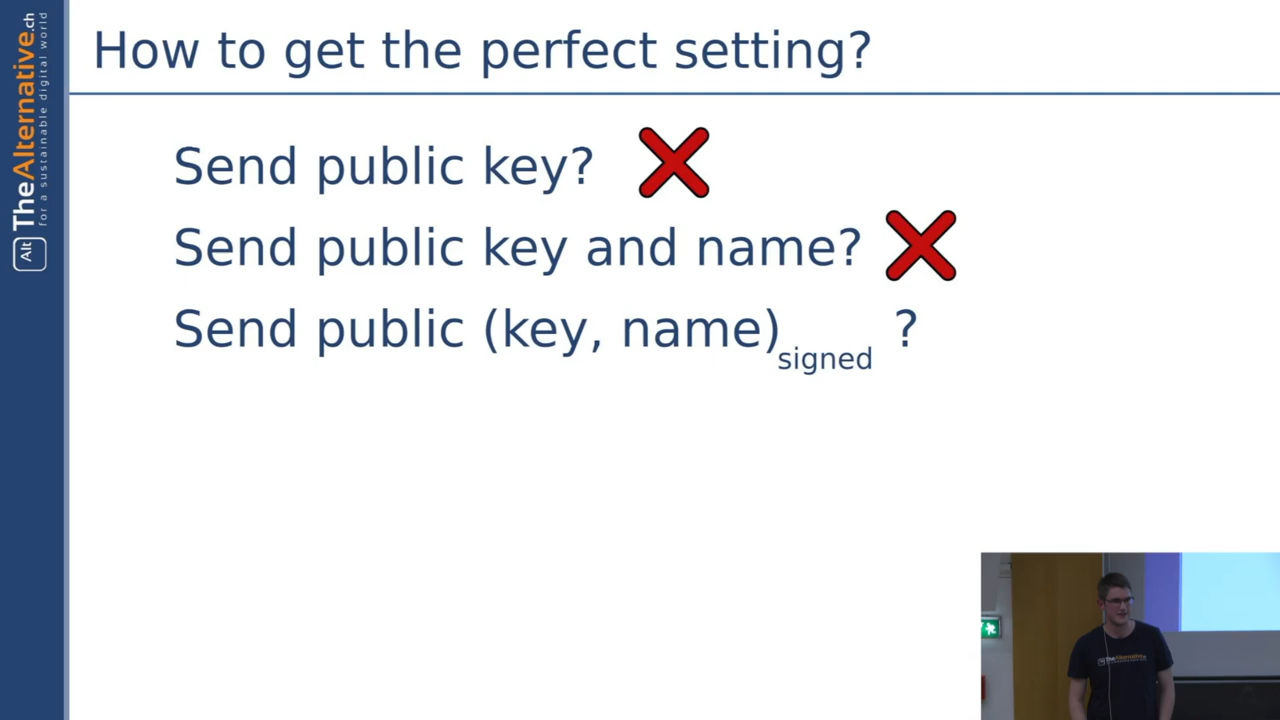 How to get the perfect setting?
Send public key?
Send public key and name?
Send public (key, name)signed ?
TheAlternative.ch
for a sustainable digital world
Alt
TheAlternative